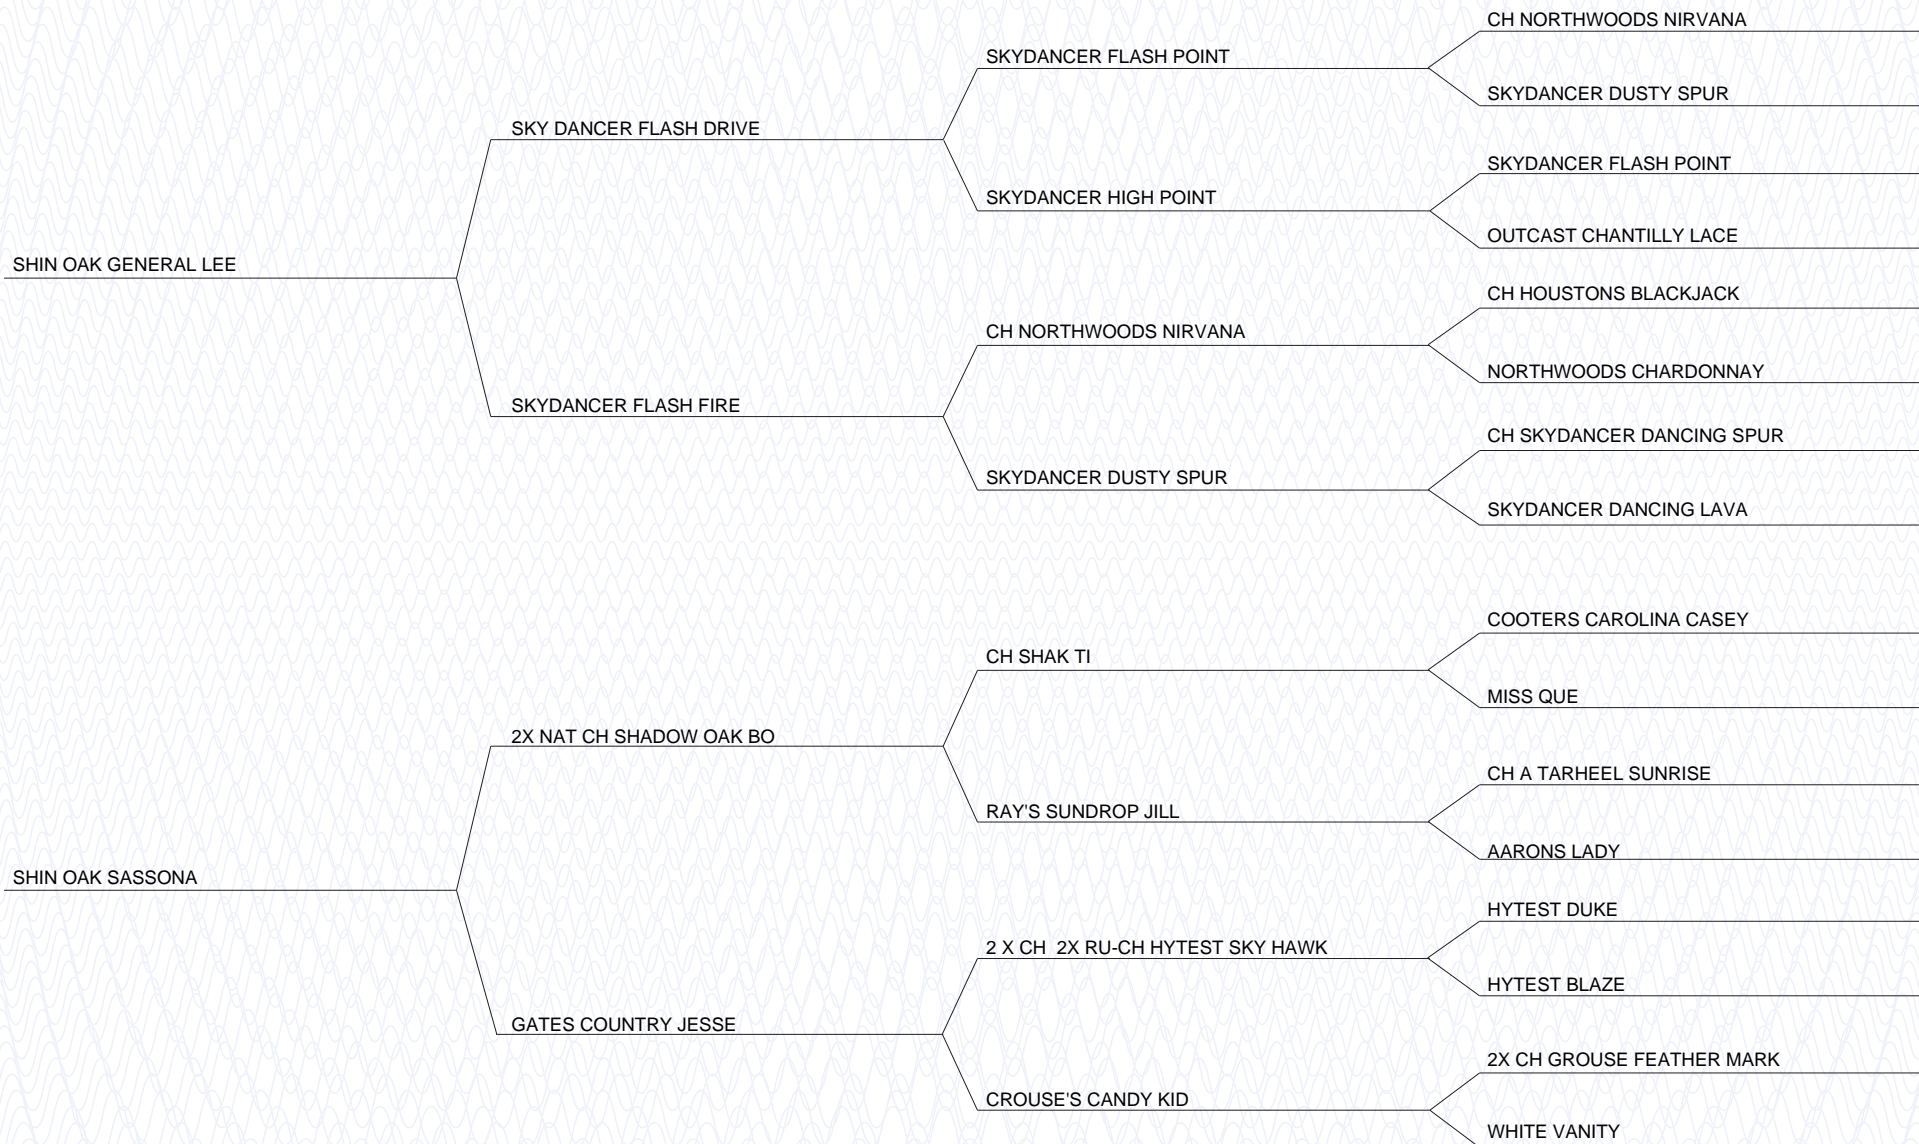 CH NORTHWOODS NIRVANA
SKYDANCER FLASH POINT
SKYDANCER DUSTY SPUR
SKY DANCER FLASH DRIVE
SKYDANCER FLASH POINT
SKYDANCER HIGH POINT
OUTCAST CHANTILLY LACE
SHIN OAK GENERAL LEE
CH HOUSTONS BLACKJACK
CH NORTHWOODS NIRVANA
NORTHWOODS CHARDONNAY
SKYDANCER FLASH FIRE
CH SKYDANCER DANCING SPUR
SKYDANCER DUSTY SPUR
SKYDANCER DANCING LAVA
COOTERS CAROLINA CASEY
CH SHAK TI
MISS QUE
2X NAT CH SHADOW OAK BO
CH A TARHEEL SUNRISE
RAY'S SUNDROP JILL
AARONS LADY
SHIN OAK SASSONA
HYTEST DUKE
2 X CH  2X RU-CH HYTEST SKY HAWK
HYTEST BLAZE
GATES COUNTRY JESSE
2X CH GROUSE FEATHER MARK
CROUSE'S CANDY KID
WHITE VANITY